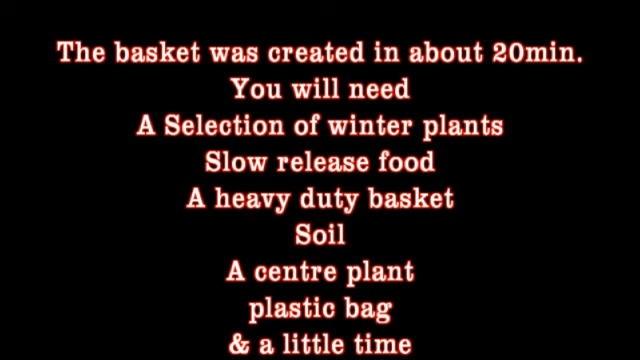 The basket was created in about 20min.
You will need
A Selection of winter plants
Slow release food
A heavy duty basket
Soil
A centre plant
plastic bag
& a little time